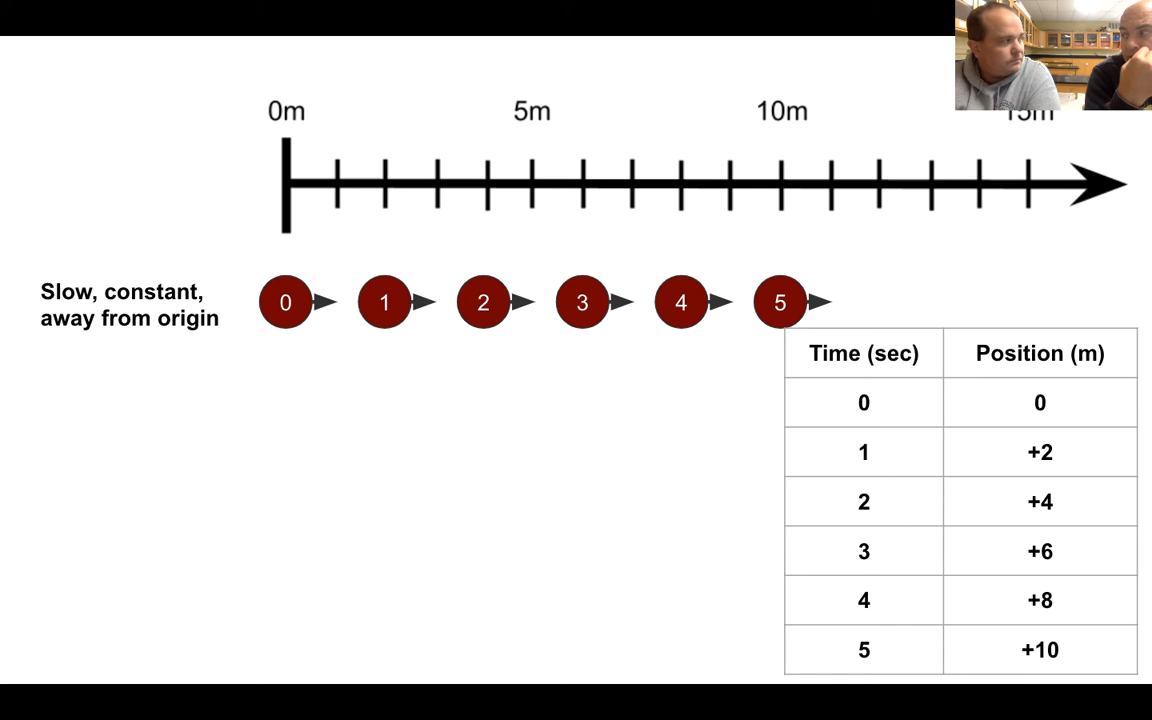 0m 5m 10m 15m
Slow, constant,
away from origin
0 1 2 3 4 5
Time (sec) Position (m)
0 0
1 +2
2 +4
3 +6
4 +8
5 +10